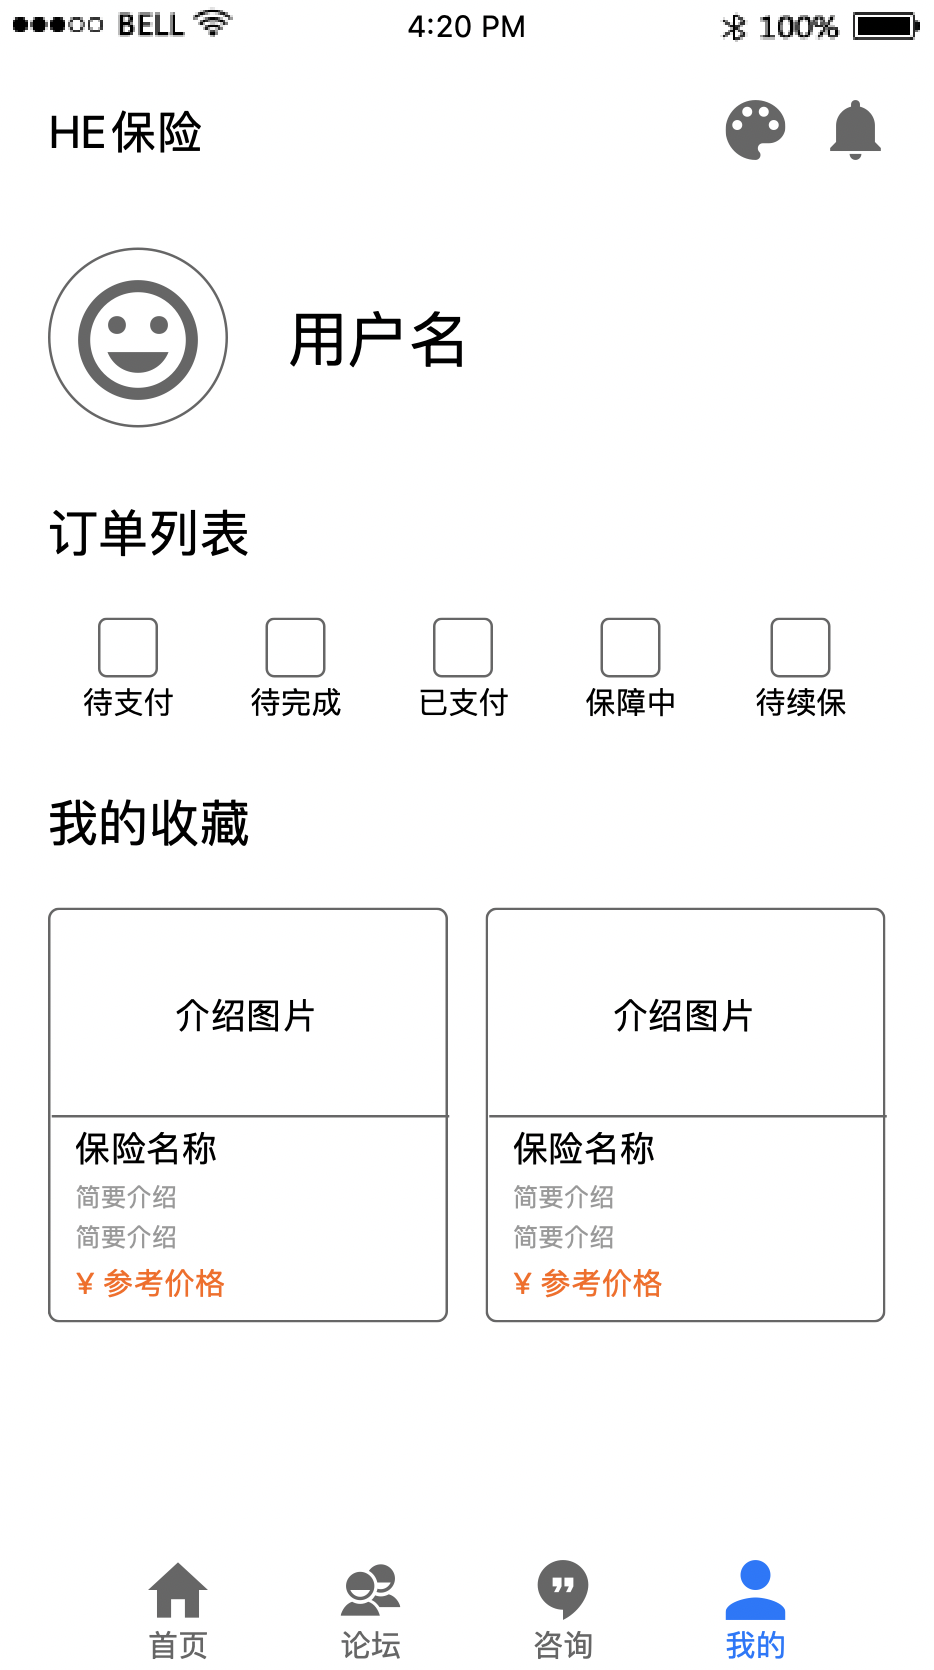 BELL 4:20 PM 100%
HE保险
用户名
订单列表
待支付 待完成 已支付 保障中 待续保
我的收藏
介绍图片 介绍图片
保险名称 保险名称
简要介绍 简要介绍
简要介绍 简要介绍
¥ 参考价格 ¥ 参考价格
首页 论坛 咨询 我的